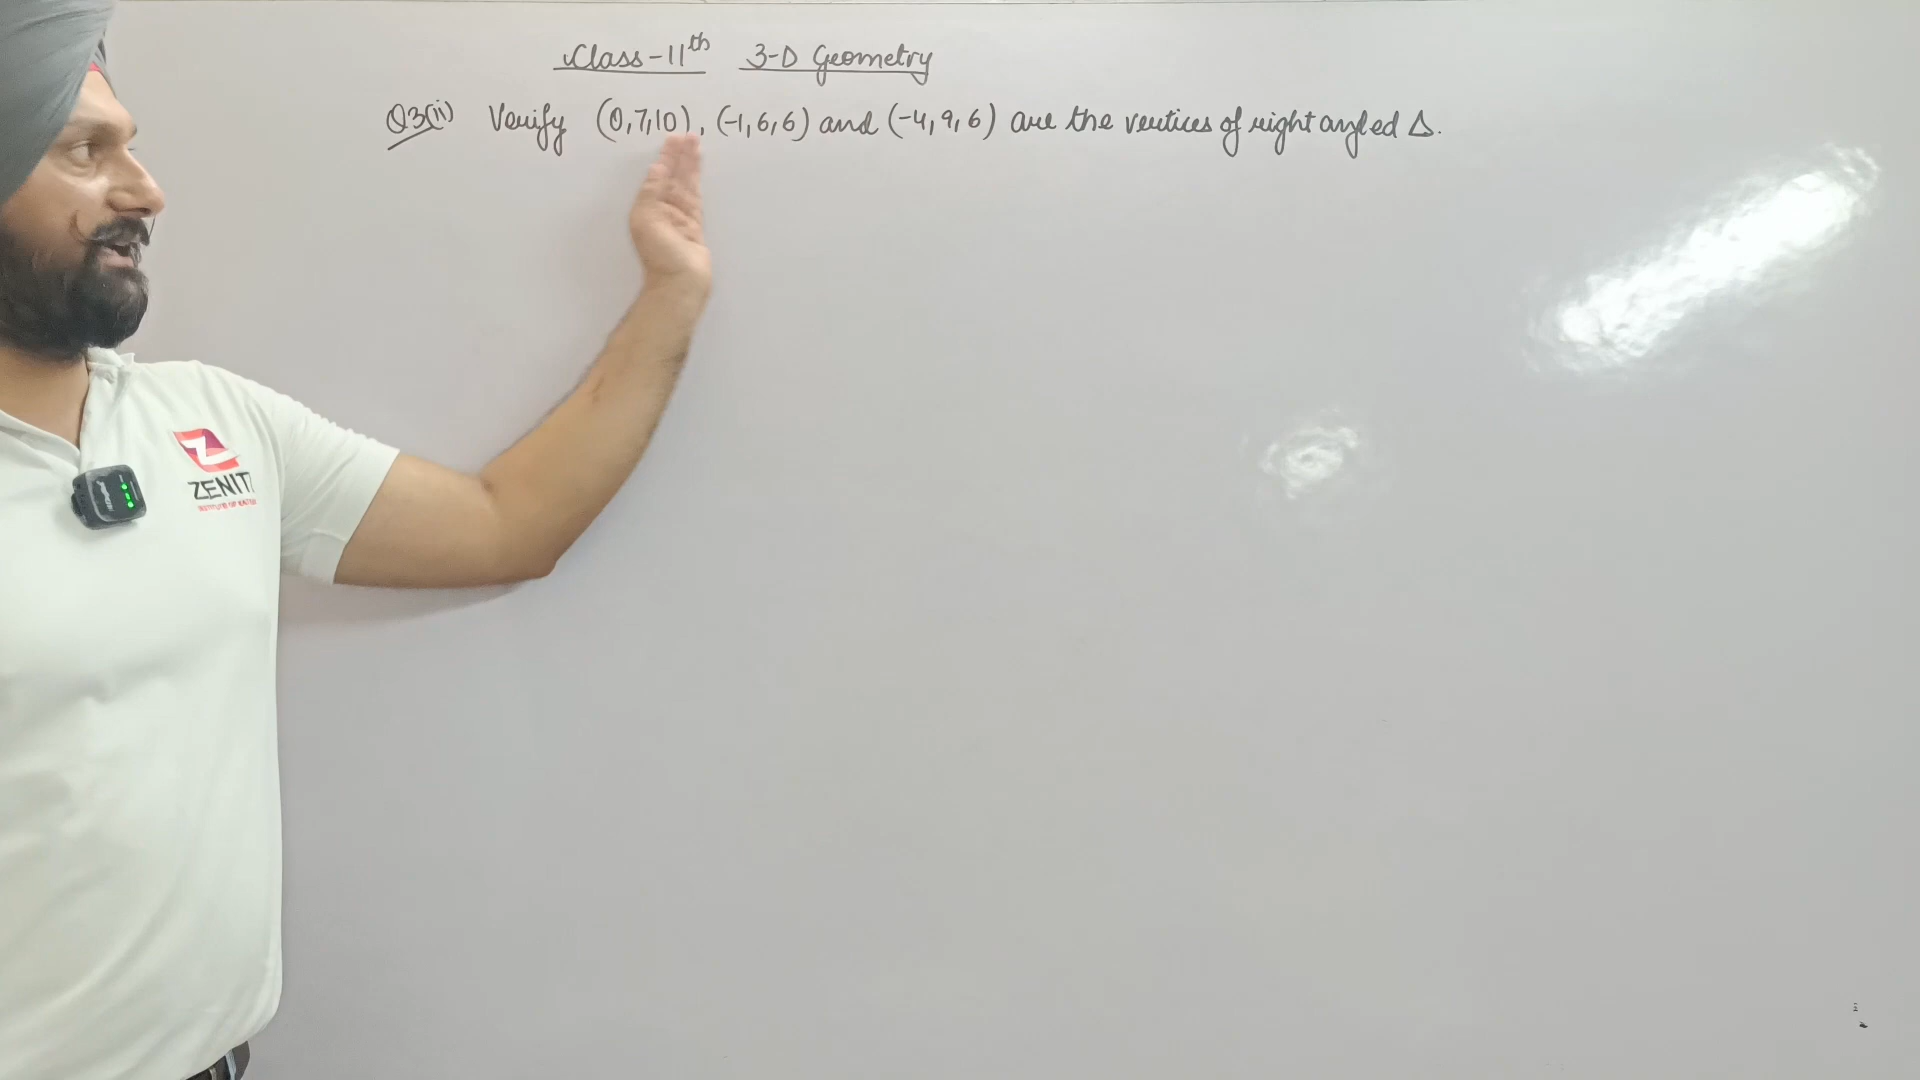 Class-11th 3-D Geometry
Q3(ii) Verify (0,7,10), (-1,6,6) and (-4,9,6) are the vertices of right angled Δ.
ZENIT